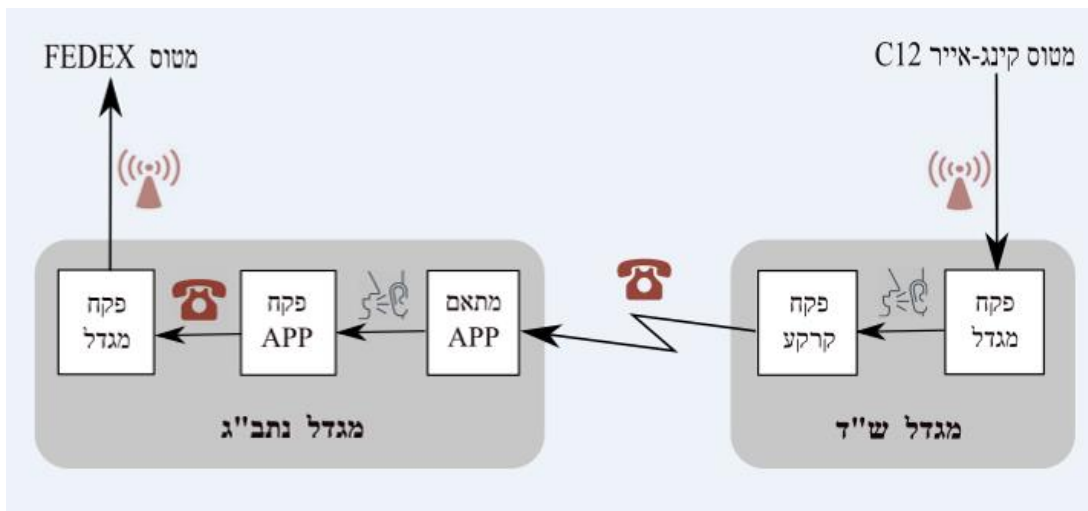 מטוס קינג-אייר C12
מטוס FEDEX
פקח
מגדל
פקח
קרקע
מתאם
APP
פקח
APP
פקח
מגדל
מגדל ש"ד
מגדל נתב"ג